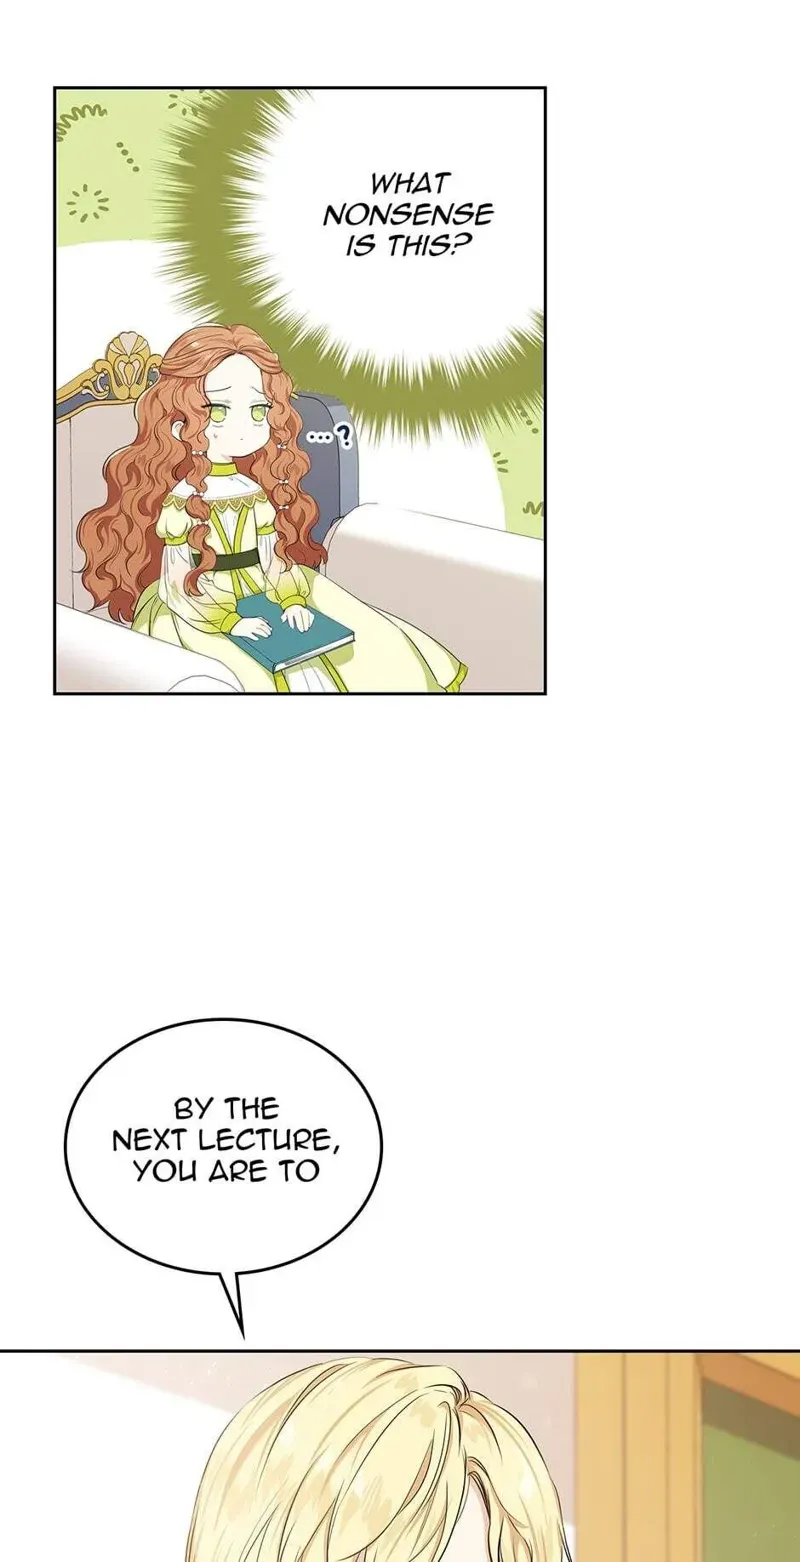 WHAT
NONSENSE
IS THIS?
...?
BY THE
NEXT LECTURE,
YOU ARE TO